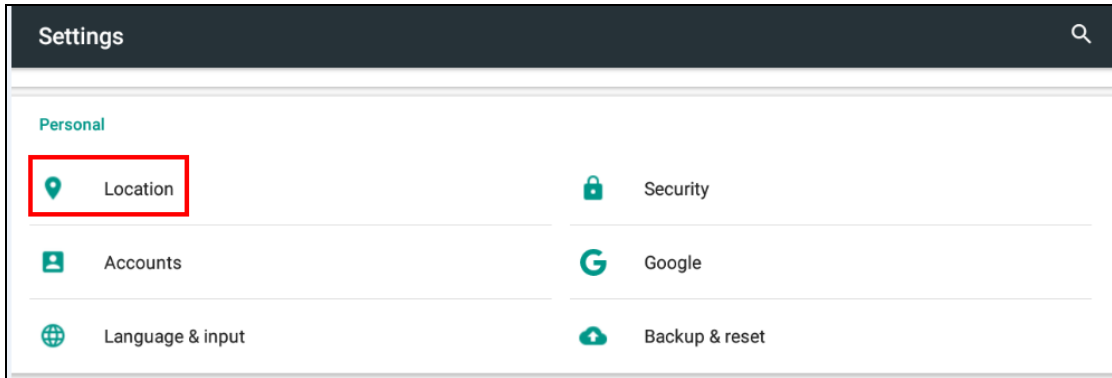 Settings
Personal
Location
Security
Accounts
Google
Language & input
Backup & reset